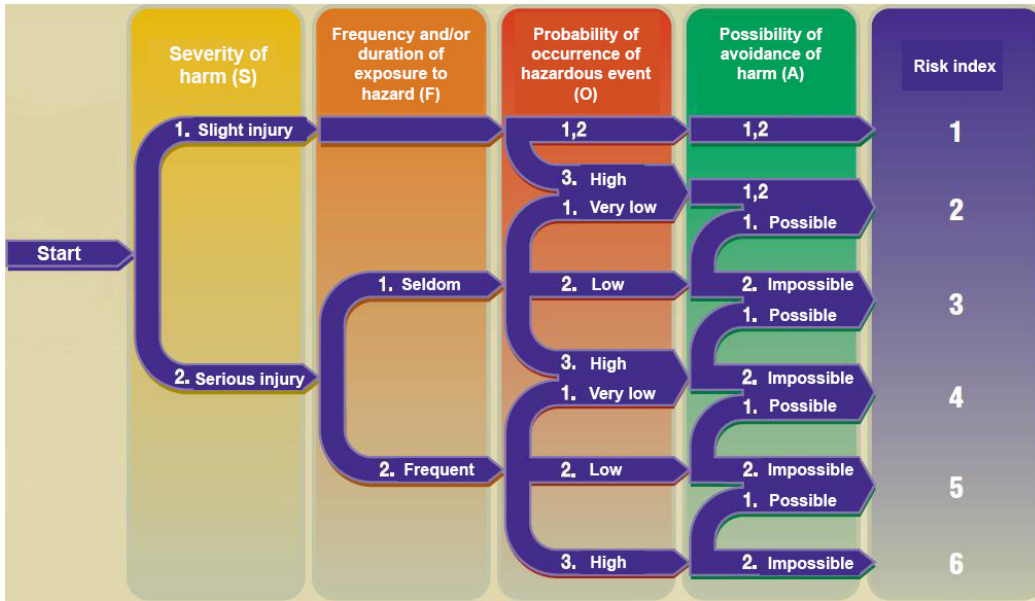 Severity of
harm (S)
Frequency and/or
duration of
exposure to
hazard (F)
Probability of
occurrence of
hazardous event
(O)
Possibility of
avoidance of
harm (A)
Risk index
1. Slight injury
1,2
1,2
1
3. High
1. Very low
1,2
1. Possible
2
Start
1. Seldom
2. Low
2. Impossible
1. Possible
3
2. Serious injury
3. High
1. Very low
2. Impossible
1. Possible
4
2. Frequent
2. Low
2. Impossible
1. Possible
5
3. High
2. Impossible
6